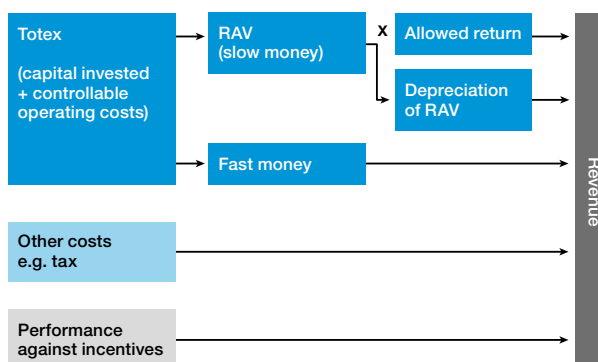 Totex
(capital invested
+ controllable
operating costs)
RAV
(slow money)
x
Allowed return
Depreciation
of RAV
Fast money
Other costs
e.g. tax
Performance
against incentives
Revenue